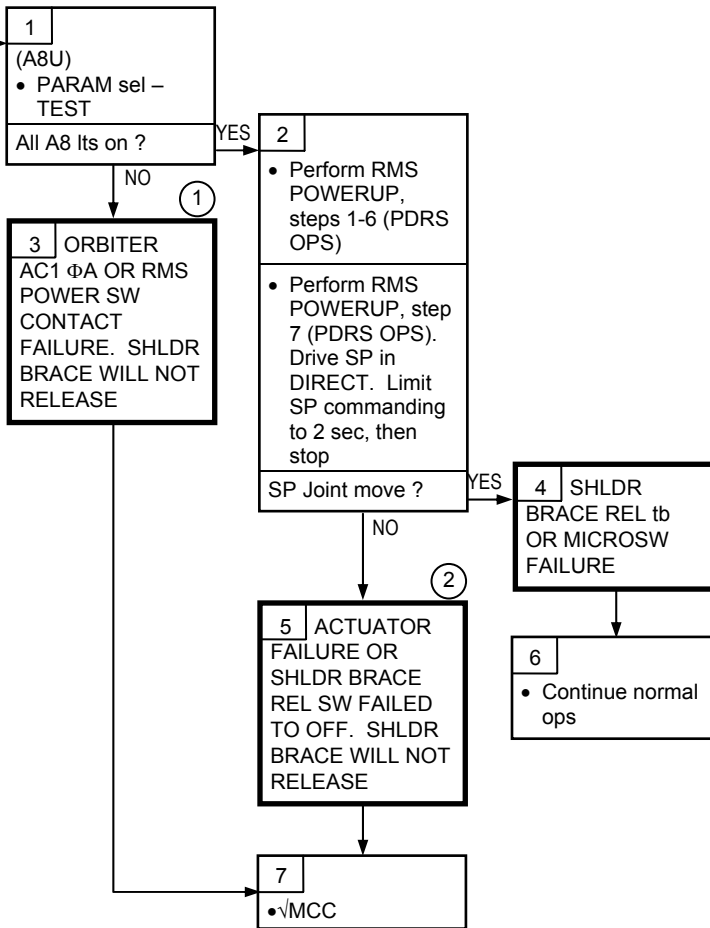 1
(A8U)
• PARAM sel –
TEST
All A8 lts on ?
YES
NO
2
• Perform RMS
POWERUP,
steps 1-6 (PDRS
OPS)
• Perform RMS
POWERUP, step
7 (PDRS OPS).
Drive SP in
DIRECT. Limit
SP commanding
to 2 sec, then
stop
SP Joint move ?
YES
NO
1
3 ORBITER
AC1 ΦA OR RMS
POWER SW
CONTACT
FAILURE. SHLDR
BRACE WILL NOT
RELEASE
4 SHLDR
BRACE REL tb
OR MICROSW
FAILURE
2
5 ACTUATOR
FAILURE OR
SHLDR BRACE
REL SW FAILED
TO OFF. SHLDR
BRACE WILL NOT
RELEASE
6
• Continue normal
ops
7
•√MCC